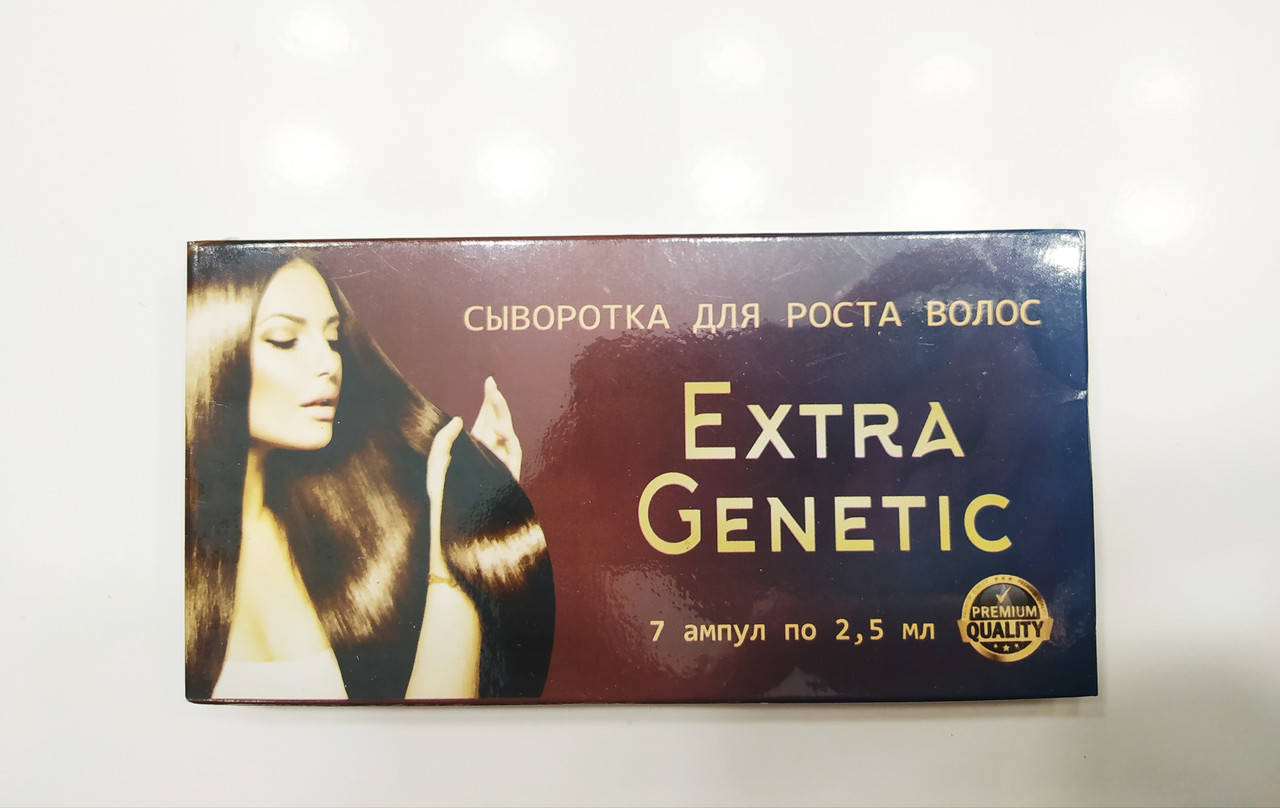 СЫВОРОТКА ДЛЯ РОСТА ВОЛОС
EXTRA
GENETIC
7 ампул по 2,5 мл
PREMIUM
QUALITY